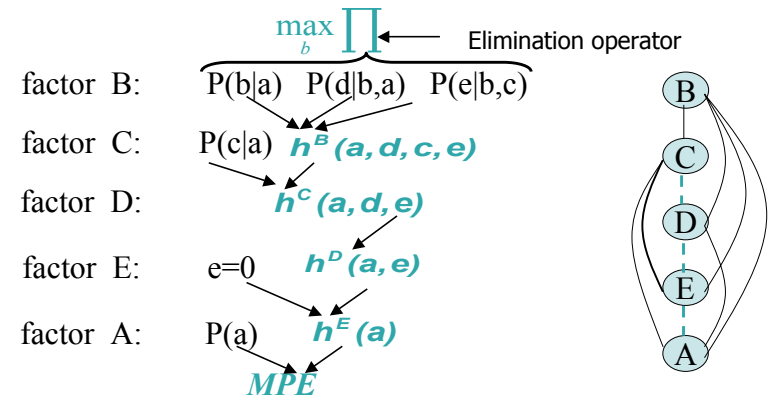 max ∏
b
Elimination operator
factor B: P(b|a) P(d|b,a) P(e|b,c)
factor C: P(c|a) h^B (a, d, c, e)
factor D: h^C (a, d, e)
factor E: e=0 h^D (a, e)
factor A: P(a) h^E (a)
MPE
B
C
D
E
A